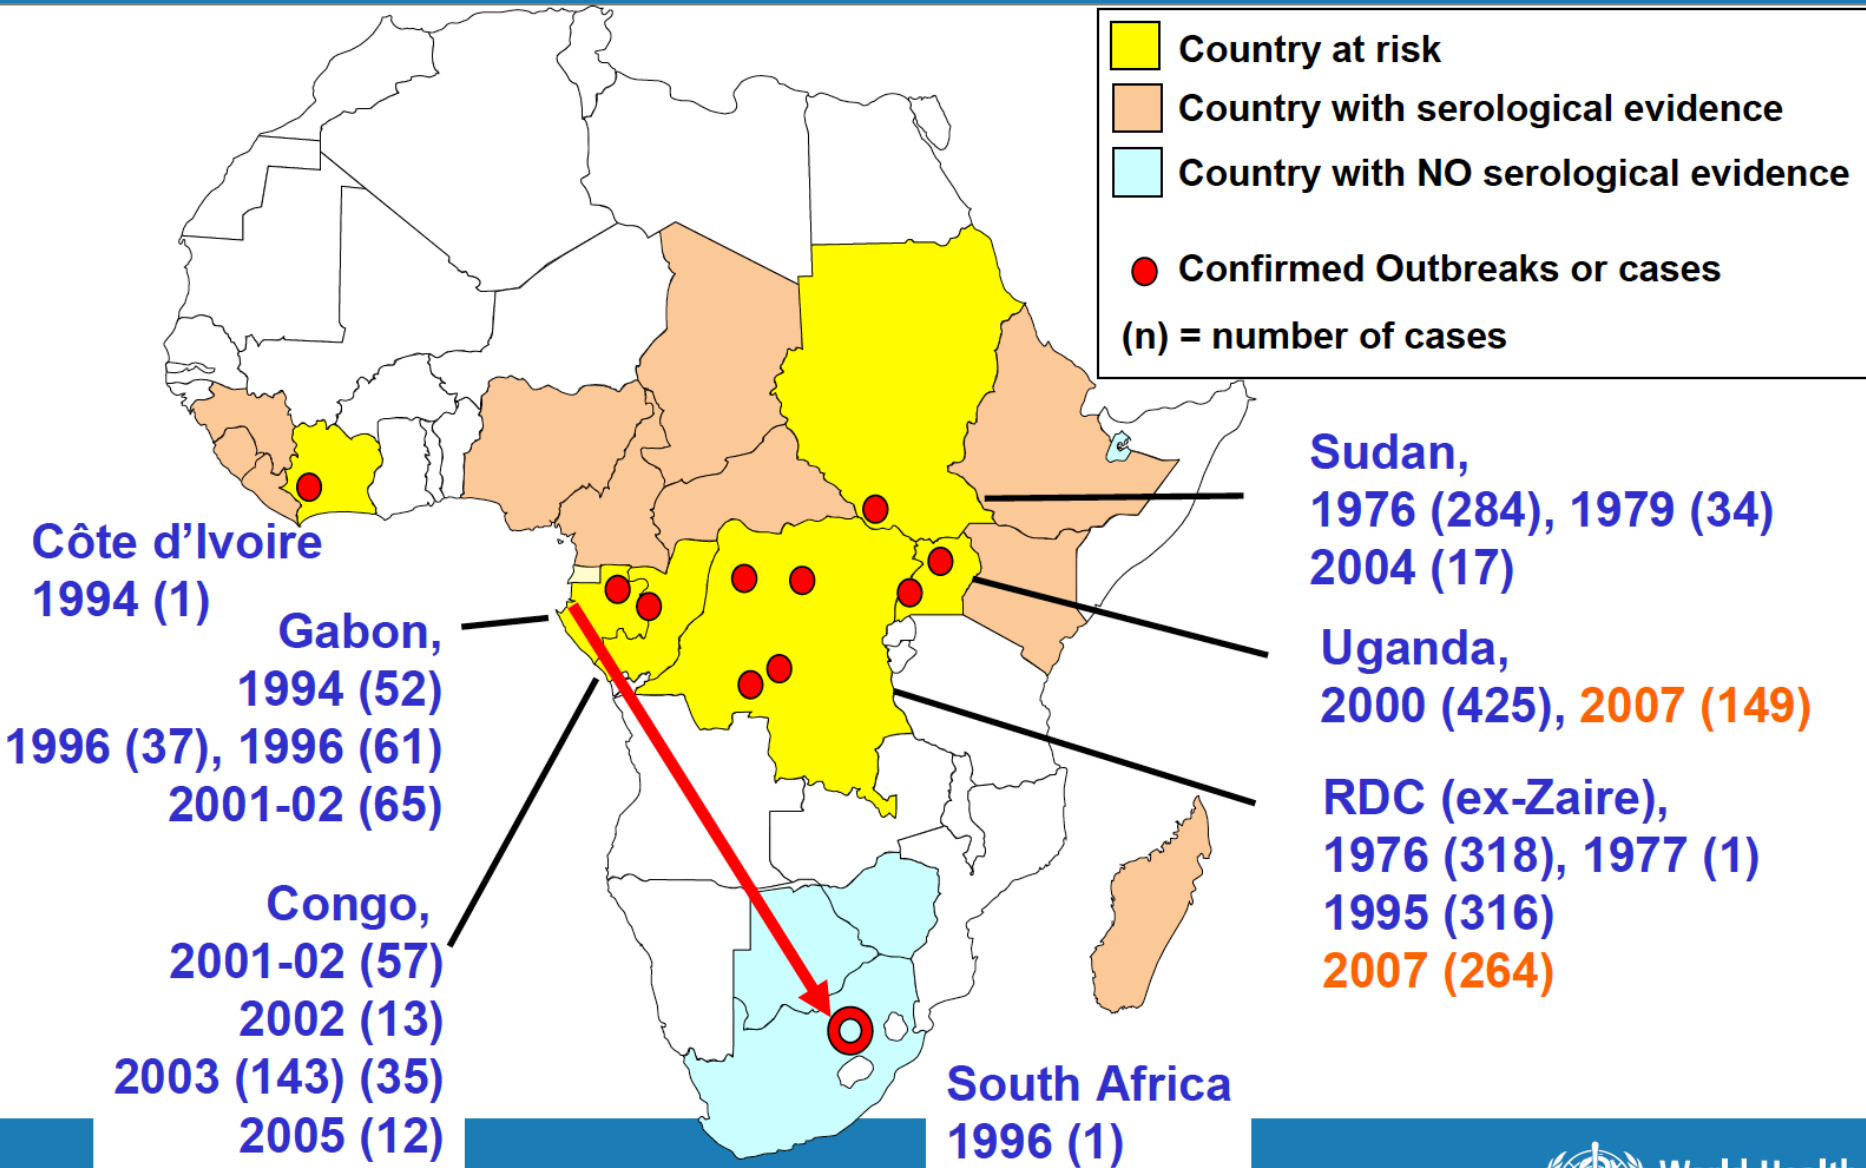 Country at risk
Country with serological evidence
Country with NO serological evidence
Confirmed Outbreaks or cases
(n) = number of cases
Sudan,
1976 (284), 1979 (34)
2004 (17)
Côte d’Ivoire
1994 (1)
Gabon,
1994 (52)
1996 (37), 1996 (61)
2001-02 (65)
Uganda,
2000 (425), 2007 (149)
RDC (ex-Zaire),
1976 (318), 1977 (1)
1995 (316)
2007 (264)
Congo,
2001-02 (57)
2002 (13)
2003 (143) (35)
2005 (12)
South Africa
1996 (1)
World Health